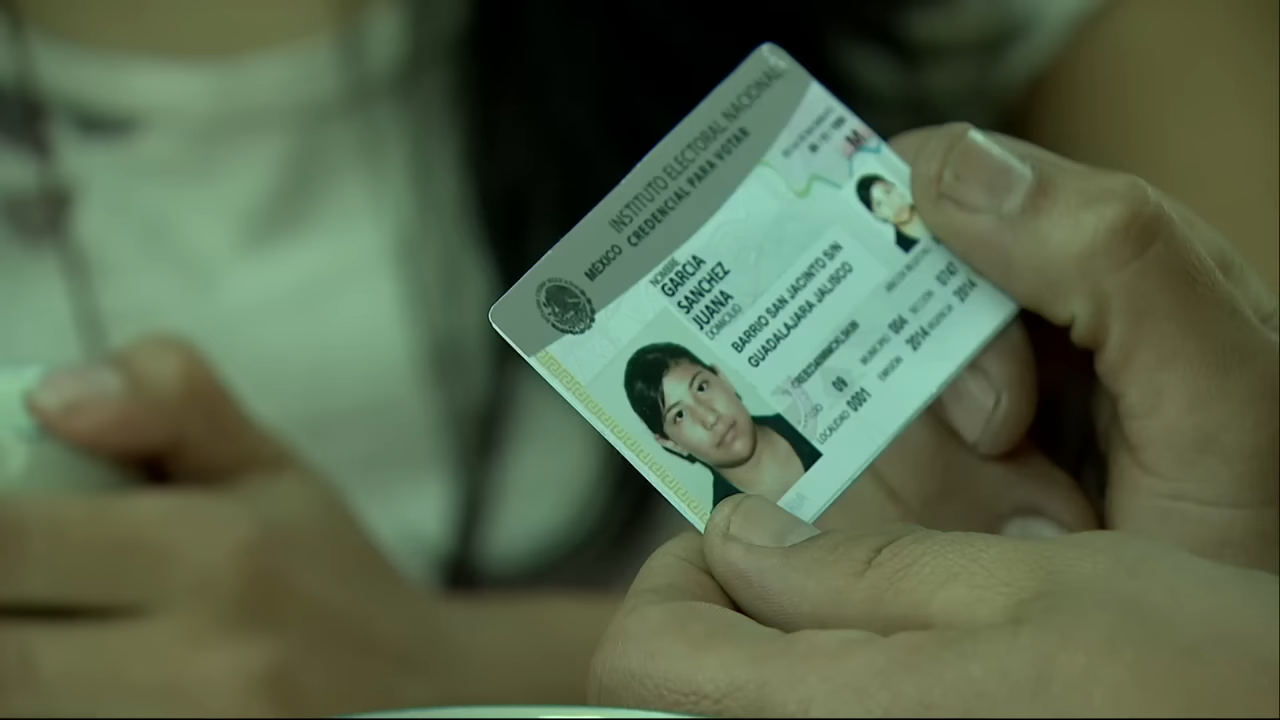 INSTITUTO ELECTORAL NACIONAL
MÉXICO CREDENCIAL PARA VOTAR
NOMBRE
GARCIA
SANCHEZ
JUANA
DOMICILIO
BARRIO SAN JACINTO S/N
GUADALAJARA JALISCO
09 MUNICIPIO 004 SECCIÓN 0747
LOCALIDAD 0001 EMISIÓN 2014 VIGENCIA 2014
M